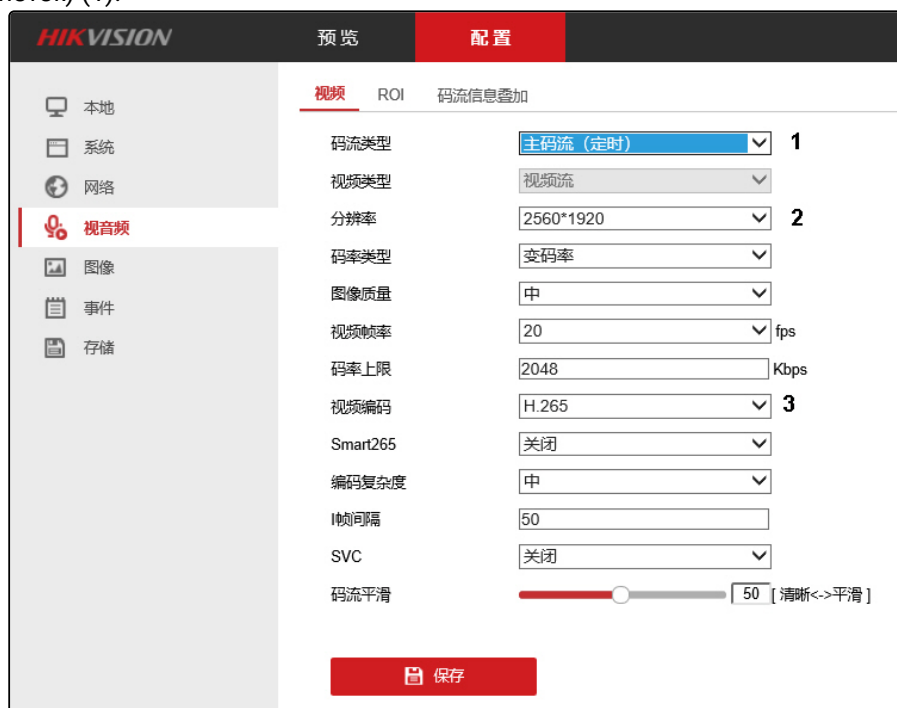 HIKVISION 预览 配置
视频 ROI 码流信息叠加
本地
系统
网络
视音频
图像
事件
存储
码流类型 主码流（定时） 1
视频类型 视频流
分辨率 2560*1920 2
码率类型 变码率
图像质量 中
视频帧率 20 fps
码率上限 2048 Kbps
视频编码 H.265 3
Smart265 关闭
编码复杂度 中
I帧间隔 50
SVC 关闭
码流平滑 50 [ 清晰<->平滑 ]
保存